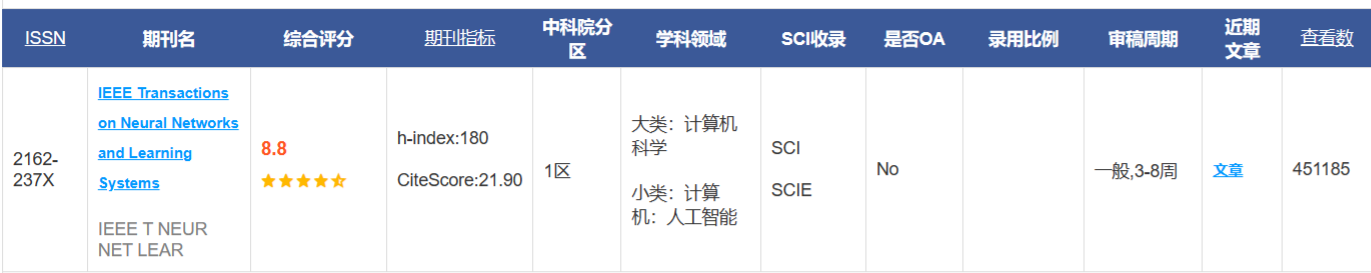 ISSN
期刊名
综合评分
期刊指标
中科院分
区
学科领域
SCI收录
是否OA
录用比例
审稿周期
近期
文章
查看数
2162-
237X
IEEE Transactions
on Neural Networks
and Learning
Systems
IEEE T NEUR
NET LEAR
8.8
h-index:180
CiteScore:21.90
1区
大类：计算机
科学
小类：计算
机：人工智能
SCI
SCIE
No
一般,3-8周
文章
451185